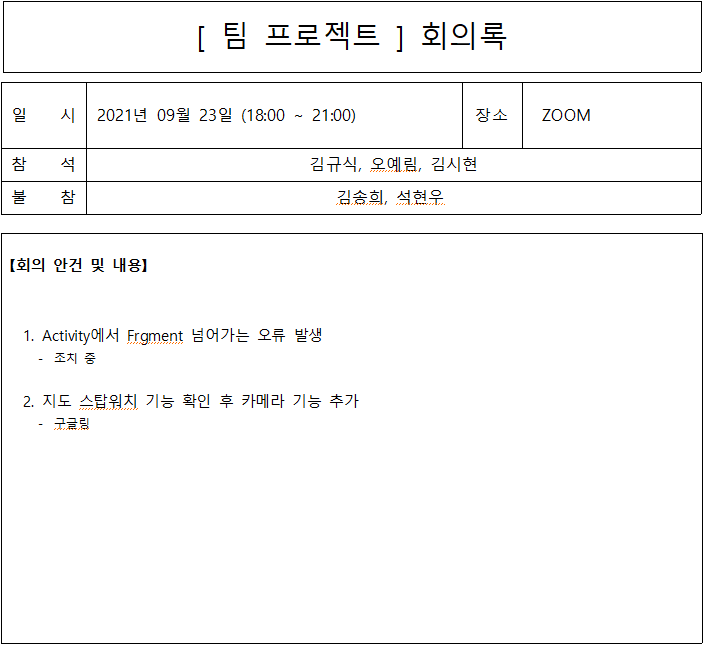 [ 팀 프로젝트 ] 회의록
일 시 2021년 09월 23일 (18:00 ~ 21:00) 장소 ZOOM
참 석 김규식, 오예림, 김시현
불 참 김송희, 석현우
【회의 안건 및 내용】
1. Activity에서 Frgment 넘어가는 오류 발생
- 조치 중
2. 지도 스탑워치 기능 확인 후 카메라 기능 추가
- 구글링